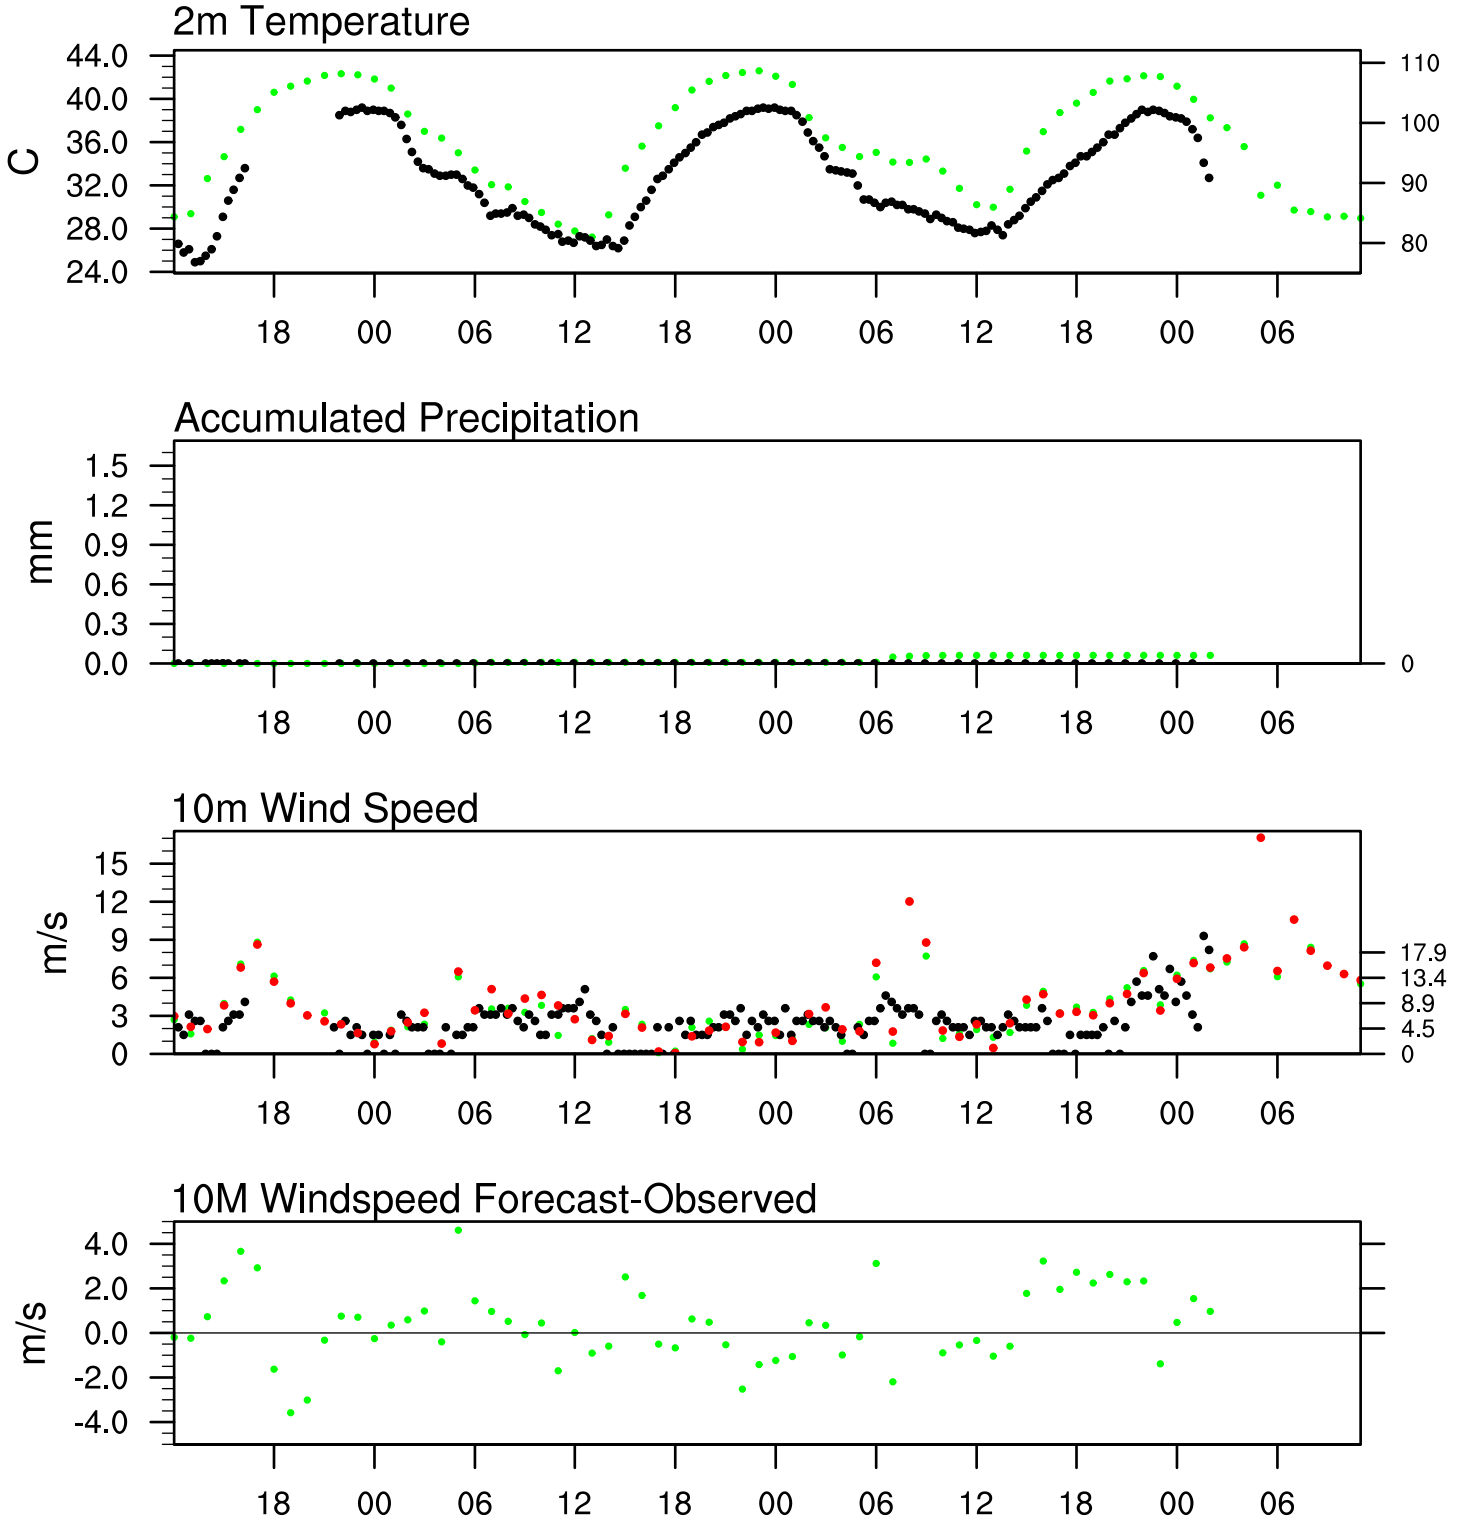 2m Temperature
44.0
40.0
36.0
32.0
28.0
24.0
C
110
100
90
80
18 00 06 12 18 00 06 12 18 00 06
Accumulated Precipitation
1.5
1.2
0.9
0.6
0.3
0.0
mm
0
18 00 06 12 18 00 06 12 18 00 06
10m Wind Speed
15
12
9
6
3
0
m/s
17.9
13.4
8.9
4.5
0
18 00 06 12 18 00 06 12 18 00 06
10M Windspeed Forecast-Observed
4.0
2.0
0.0
-2.0
-4.0
m/s
18 00 06 12 18 00 06 12 18 00 06